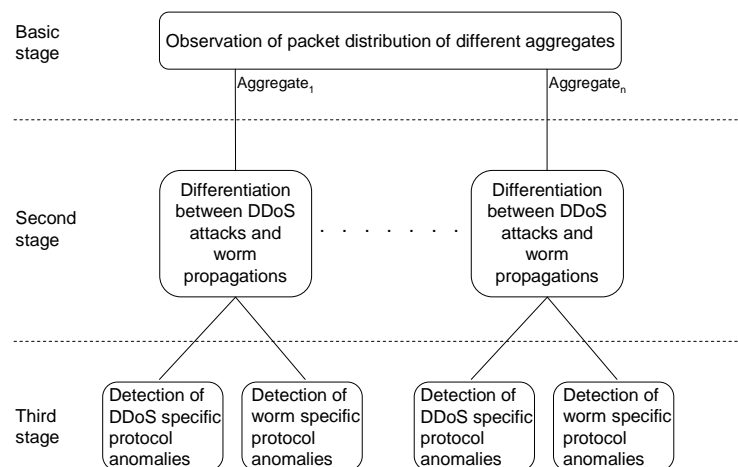 Basic
stage
Observation of packet distribution of different aggregates
Aggregate₁
Aggregateₙ
Second
stage
Differentiation
between DDoS
attacks and
worm
propagations
. . . . . . .
Differentiation
between DDoS
attacks and
worm
propagations
Third
stage
Detection of
DDoS specific
protocol
anomalies
Detection of
worm specific
protocol
anomalies
Detection of
DDoS specific
protocol
anomalies
Detection of
worm specific
protocol
anomalies